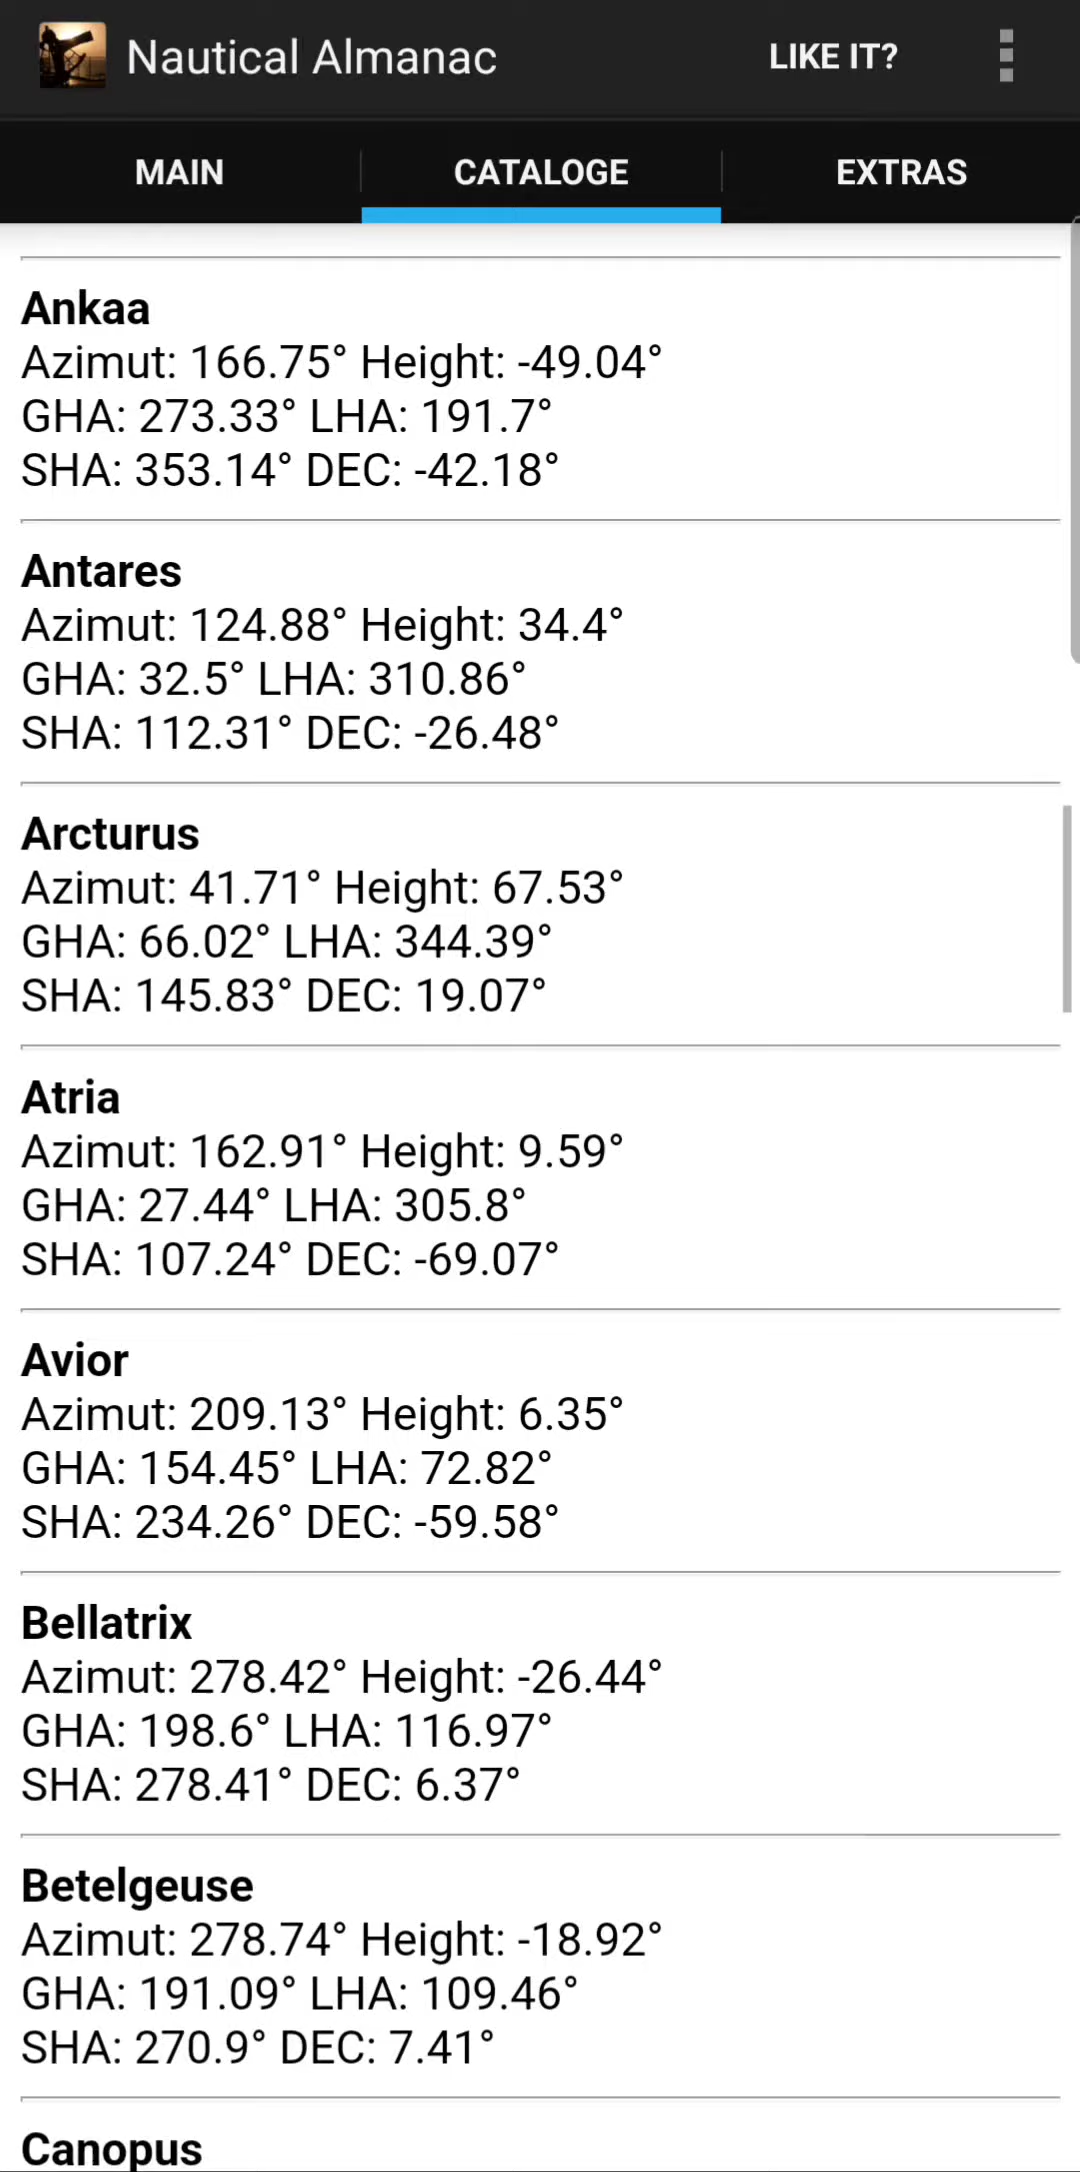 Nautical Almanac
LIKE IT?
MAIN
CATALOGE
EXTRAS
Ankaa
Azimut: 166.75° Height: -49.04°
GHA: 273.33° LHA: 191.7°
SHA: 353.14° DEC: -42.18°
Antares
Azimut: 124.88° Height: 34.4°
GHA: 32.5° LHA: 310.86°
SHA: 112.31° DEC: -26.48°
Arcturus
Azimut: 41.71° Height: 67.53°
GHA: 66.02° LHA: 344.39°
SHA: 145.83° DEC: 19.07°
Atria
Azimut: 162.91° Height: 9.59°
GHA: 27.44° LHA: 305.8°
SHA: 107.24° DEC: -69.07°
Avior
Azimut: 209.13° Height: 6.35°
GHA: 154.45° LHA: 72.82°
SHA: 234.26° DEC: -59.58°
Bellatrix
Azimut: 278.42° Height: -26.44°
GHA: 198.6° LHA: 116.97°
SHA: 278.41° DEC: 6.37°
Betelgeuse
Azimut: 278.74° Height: -18.92°
GHA: 191.09° LHA: 109.46°
SHA: 270.9° DEC: 7.41°
Canopus